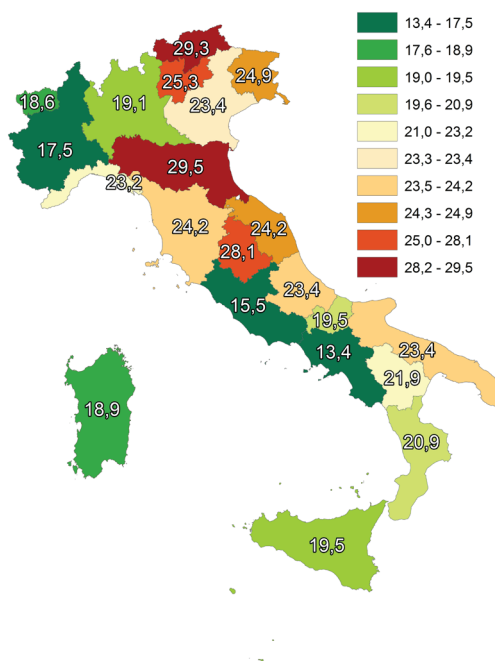 29,3
25,3
24,9
18,6
19,1
23,4
17,5
29,5
23,2
24,2
24,2
28,1
15,5
23,4
19,5
13,4
23,4
21,9
18,9
20,9
19,5
13,4 - 17,5
17,6 - 18,9
19,0 - 19,5
19,6 - 20,9
21,0 - 23,2
23,3 - 23,4
23,5 - 24,2
24,3 - 24,9
25,0 - 28,1
28,2 - 29,5